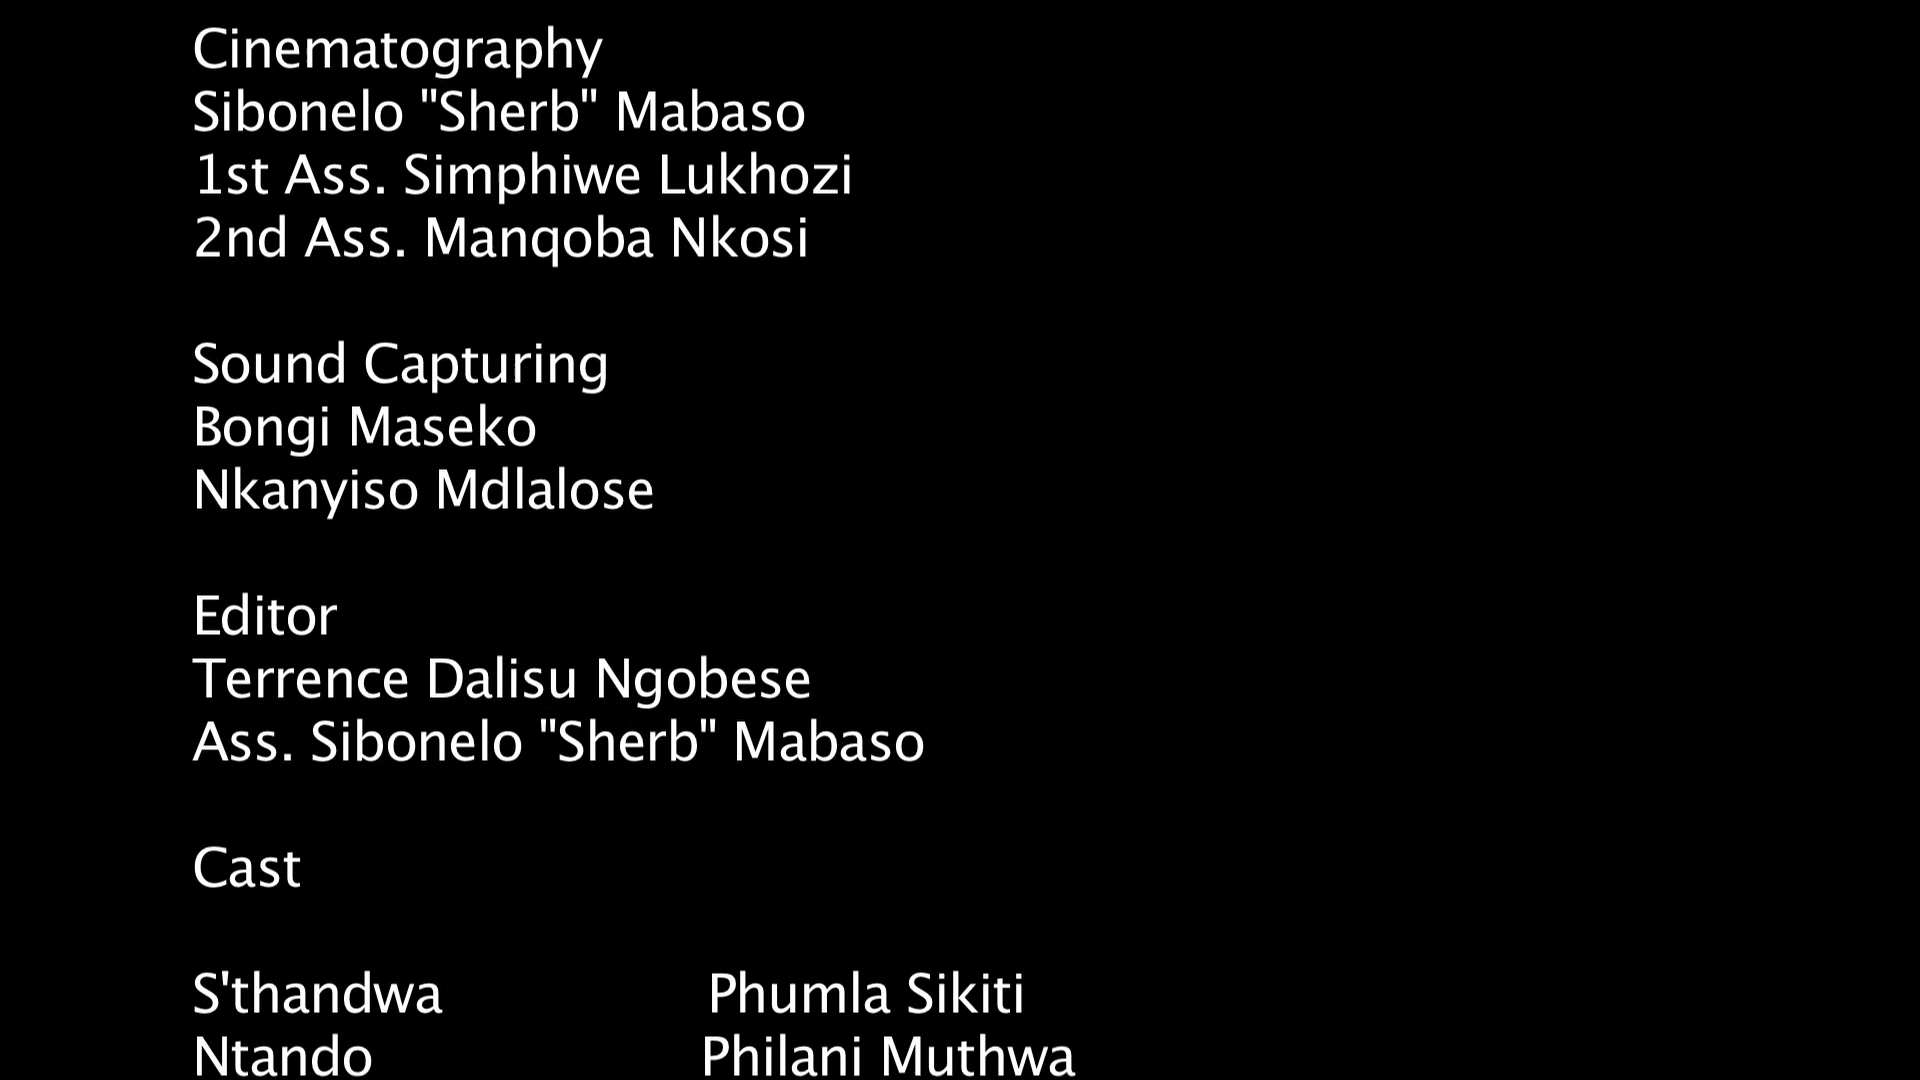 Cinematography
Sibonelo "Sherb" Mabaso
1st Ass. Simphiwe Lukhozi
2nd Ass. Manqoba Nkosi
Sound Capturing
Bongi Maseko
Nkanyiso Mdlalose
Editor
Terrence Dalisu Ngobese
Ass. Sibonelo "Sherb" Mabaso
Cast
S'thandwa Phumla Sikiti
Ntando Philani Muthwa